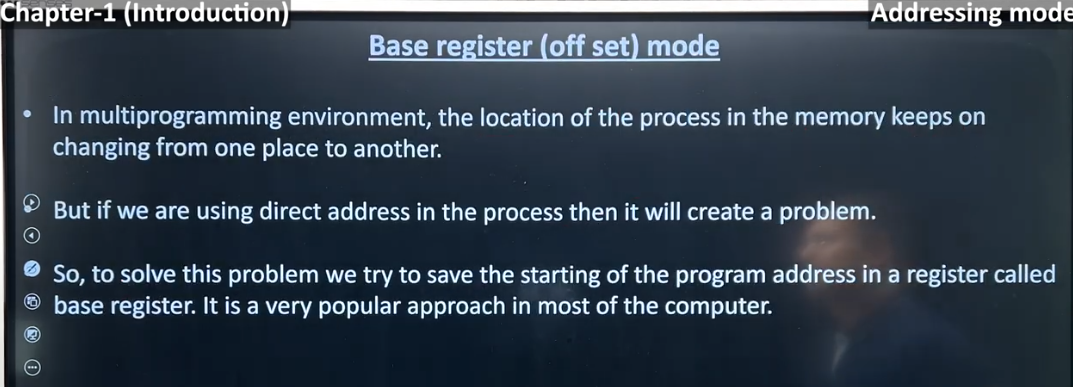 Chapter-1 (Introduction)
Addressing mode
Base register (off set) mode
• In multiprogramming environment, the location of the process in the memory keeps on
changing from one place to another.
But if we are using direct address in the process then it will create a problem.
So, to solve this problem we try to save the starting of the program address in a register called
base register. It is a very popular approach in most of the computer.